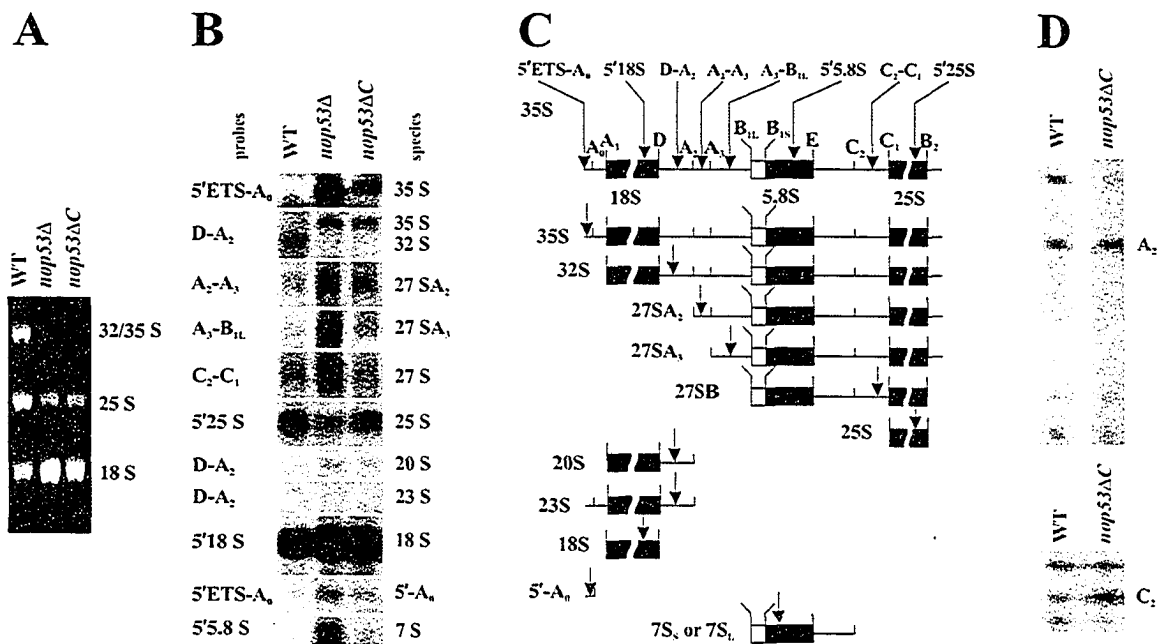 A
WT
nop53Δ
nop53ΔC
32/35 S
25 S
18 S
B
probes
WT
nop53Δ
nop53ΔC
speies
5'ETS-A₀ 35 S
D-A₂ 35 S
32 S
A₂-A₃ 27 SA₂
A₃-B₁L 27 SA₃
C₂-C₁ 27 S
5'25 S 25 S
D-A₂ 20 S
D-A₂ 23 S
5'18 S 18 S
5'ETS-A₀ 5'-A₀
5'5.8 S 7 S
C
5'ETS-A₀ 5'18S D-A₂ A₂-A₃ A₃-B₁L 5'5.8S C₂-C₁ 5'25S
35S
A₀ A₁ D A₂ A₃ B₁L B₁S E C₂ C₁ B₂
18S 5.8S 25S
35S
32S
27SA₂
27SA₃
27SB
25S
20S
23S
18S
5'-A₀
7Sₛ or 7S_L
D
WT
nop53ΔC
A₂
WT
nop53ΔC
C₂